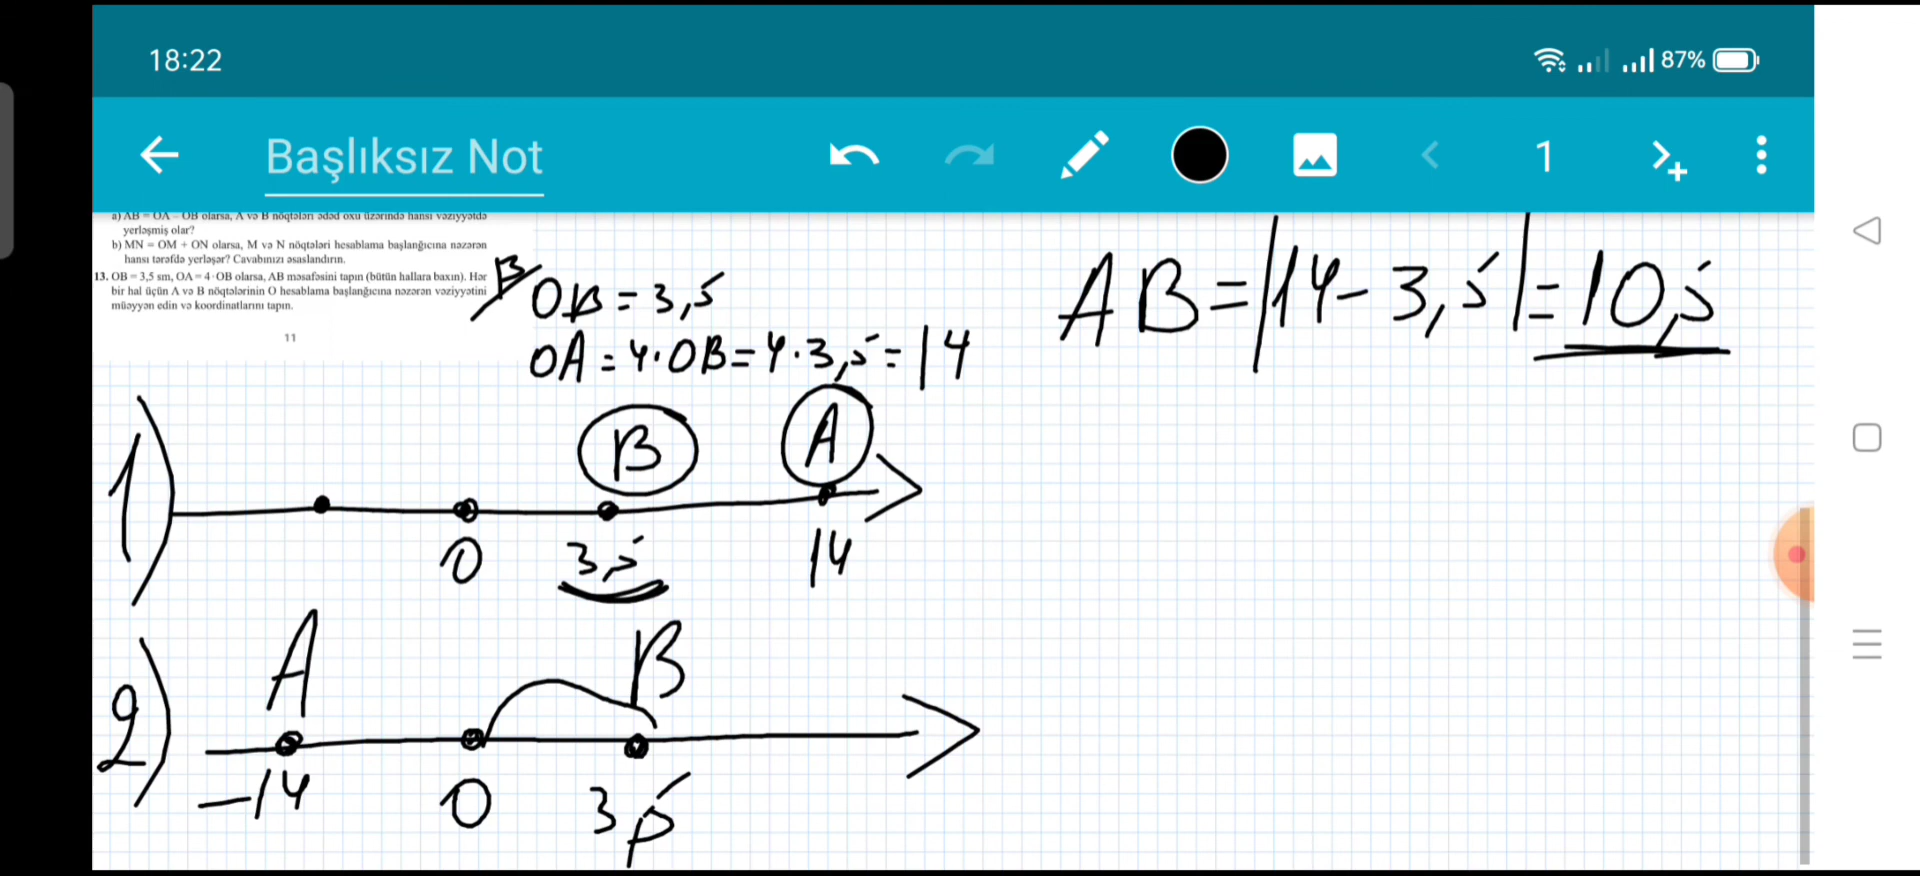 18:22
87%
Başlıksız Not
1
a) AB = OA − OB olarsa, A və B nöqtələri ədəd oxu üzərində hansı vəziyyətdə
yerləşmiş olar?
b) MN = OM + ON olarsa, M və N nöqtələri hesablama başlanğıcına nəzərən
hansı tərəfdə yerləşər? Cavabınızı əsaslandırın.
13. OB = 3,5 sm, OA = 4·OB olarsa, AB məsafəsini tapın (bütün hallara baxın). Hər
bir hal üçün A və B nöqtələrinin O hesablama başlanğıcına nəzərən vəziyyətini
müəyyən edin və koordinatlarını tapın.
11
OB = 3,5
OA = 4·OB = 4·3,5 = 14
AB = |14 − 3,5| = 10,5
1)
B A
0 3,5 14
2)
A B
−14 0 3,5